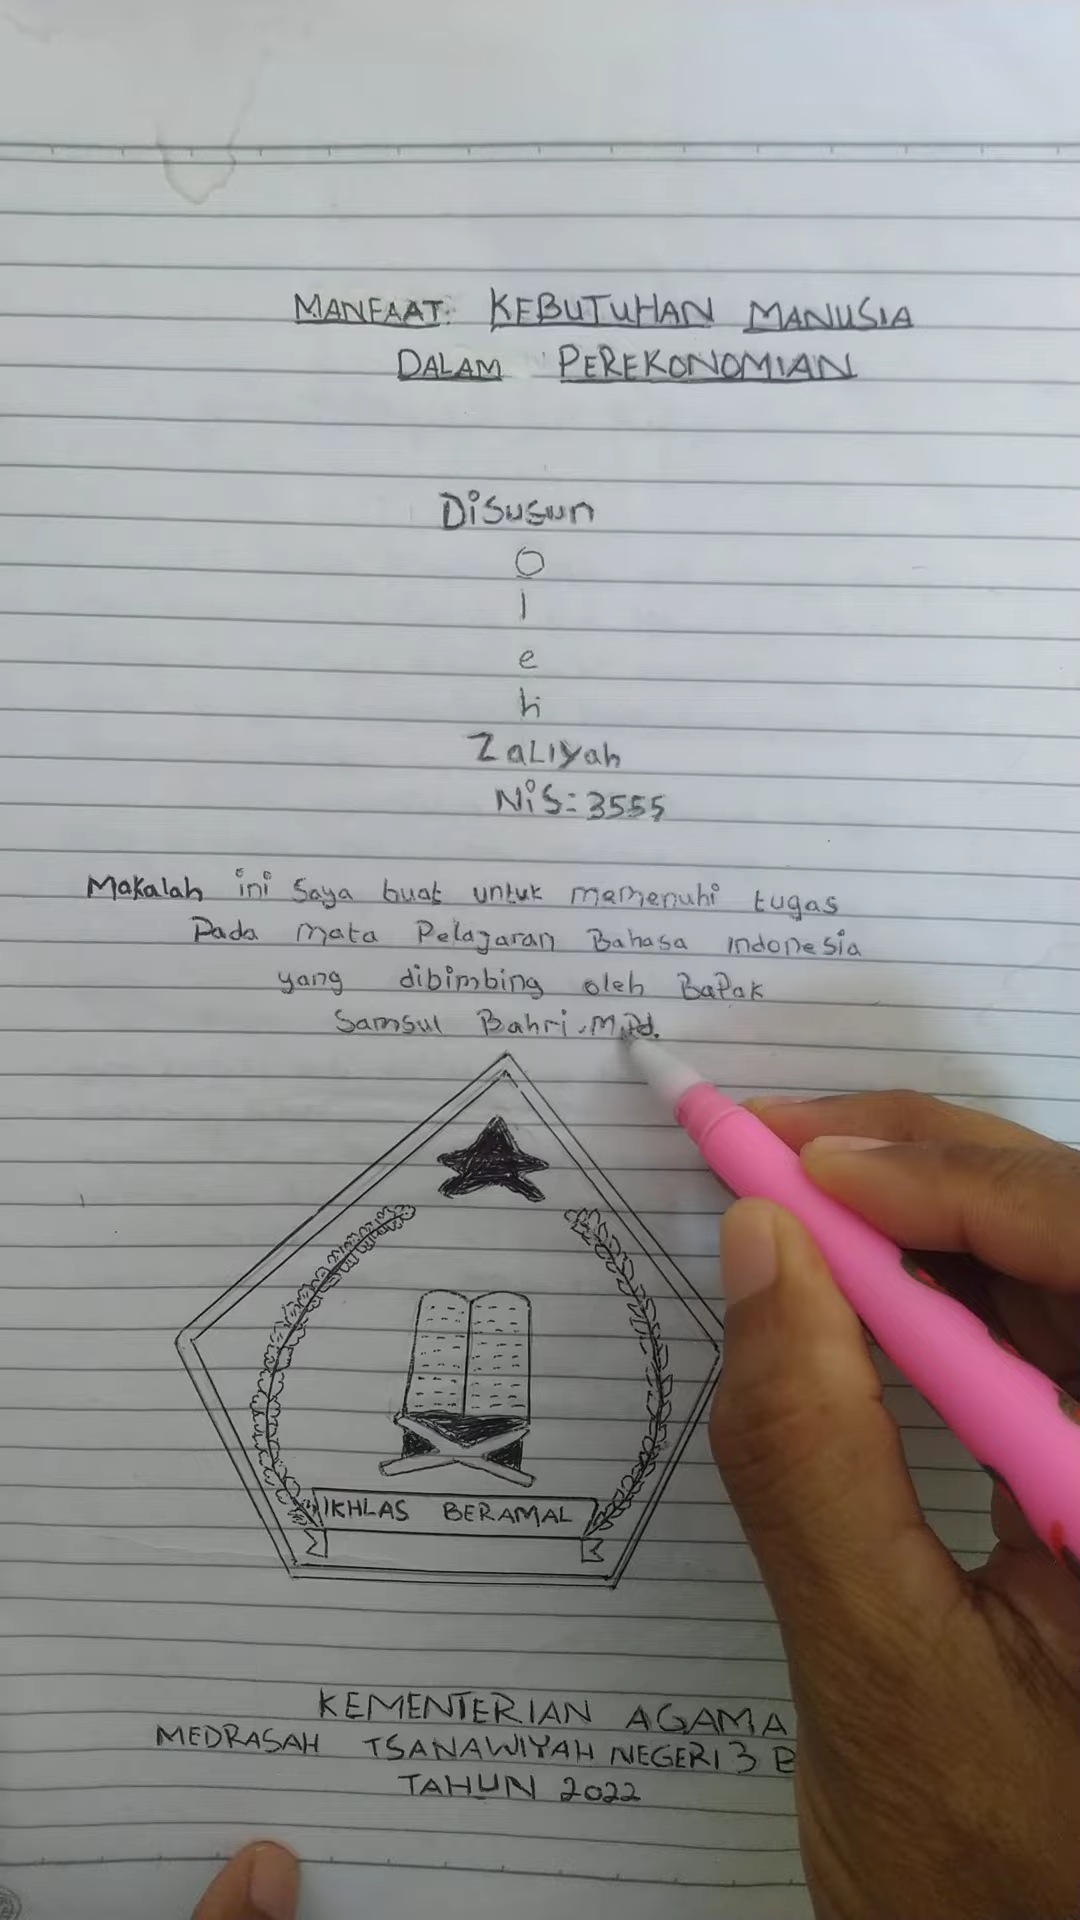 MANFAAT: KEBUTUHAN MANUSIA
DALAM PEREKONOMIAN
Disusun
O
l
e
h
Zaliyah
Nis: 3555
Makalah ini saya buat untuk memenuhi tugas
Pada mata Pelajaran Bahasa indonesia
yang dibimbing oleh Bapak
Samsul Bahri.M.Pd.
IKHLAS BERAMAL
KEMENTERIAN AGAMA
MEDRASAH TSANAWIYAH NEGERI 3
TAHUN 2022